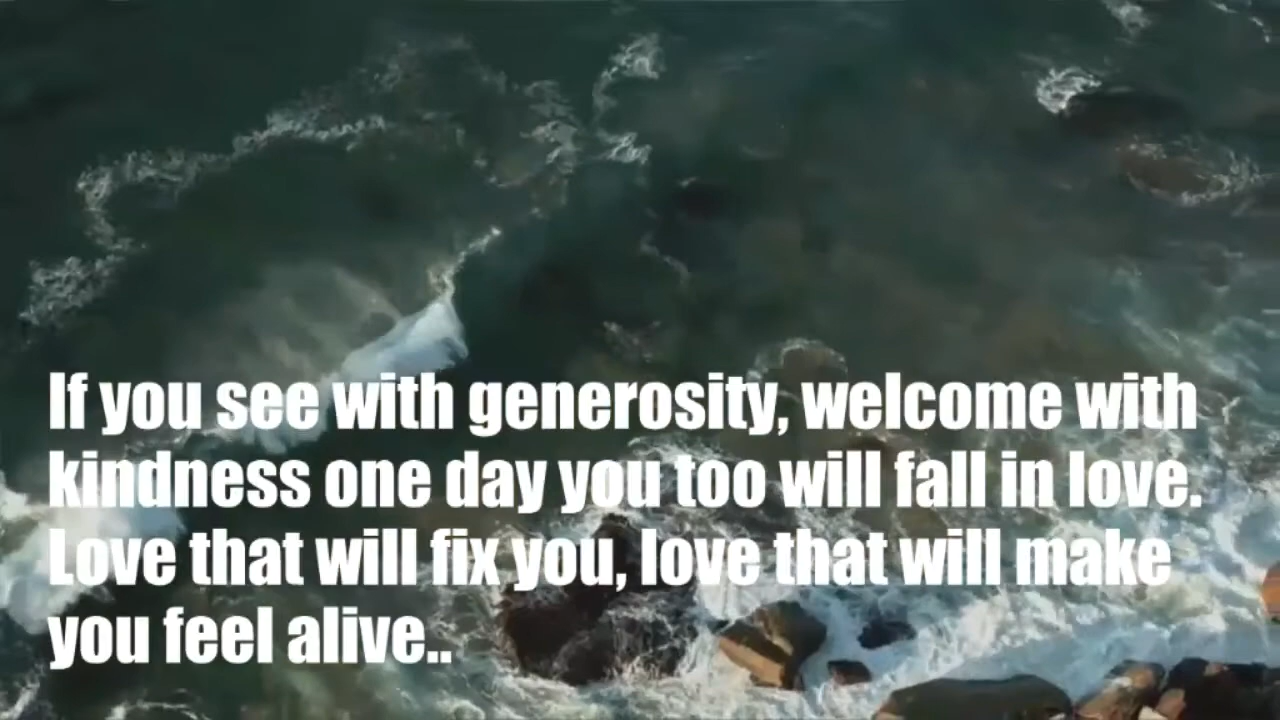 If you see with generosity, welcome with
kindness one day you too will fall in love.
Love that will fix you, love that will make
you feel alive..